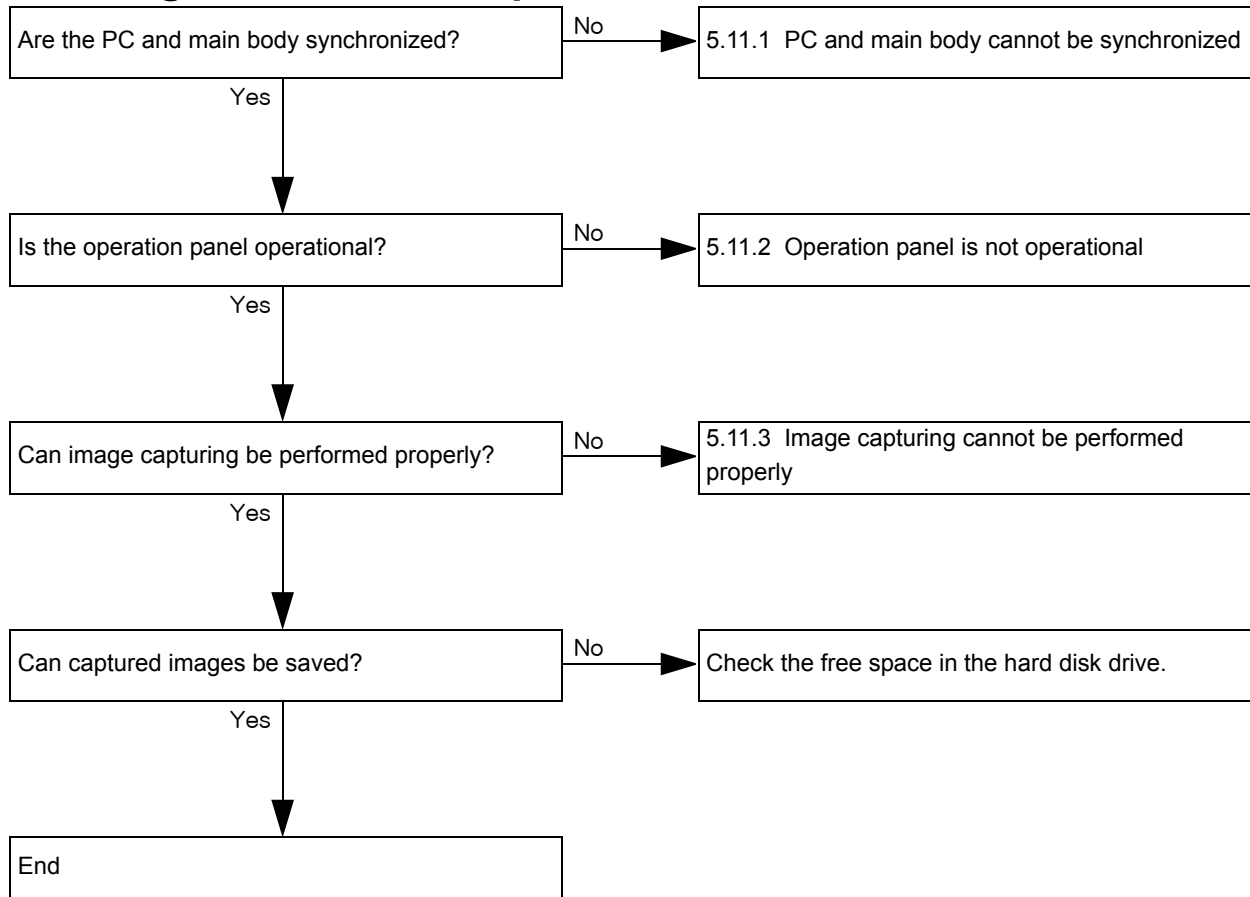 Are the PC and main body synchronized?
No
5.11.1 PC and main body cannot be synchronized
Yes
Is the operation panel operational?
No
5.11.2 Operation panel is not operational
Yes
Can image capturing be performed properly?
No
5.11.3 Image capturing cannot be performed
properly
Yes
Can captured images be saved?
No
Check the free space in the hard disk drive.
Yes
End